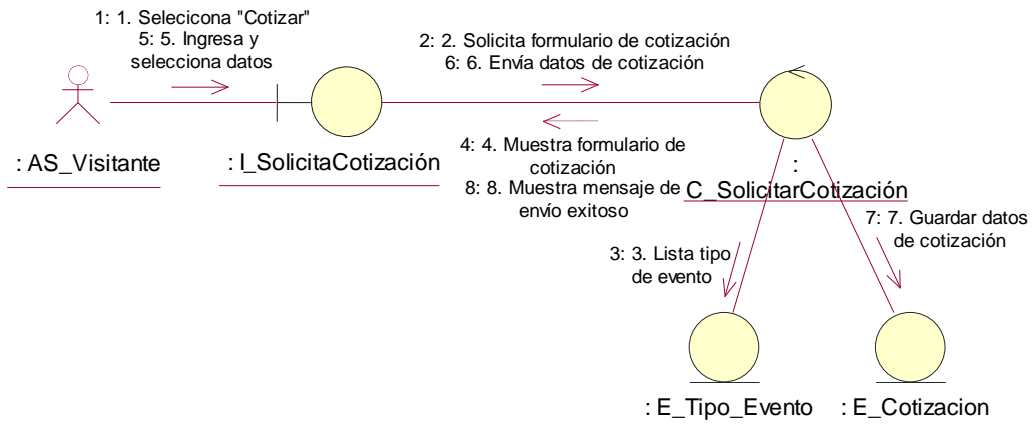 1: 1. Selecicona "Cotizar"
5: 5. Ingresa y
selecciona datos
2: 2. Solicita formulario de cotización
6: 6. Envía datos de cotización
: AS_Visitante
: I_SolicitaCotización
4: 4. Muestra formulario de
cotización
8: 8. Muestra mensaje de
envío exitoso
:
C_SolicitarCotización
7: 7. Guardar datos
de cotización
3: 3. Lista tipo
de evento
: E_Tipo_Evento
: E_Cotizacion